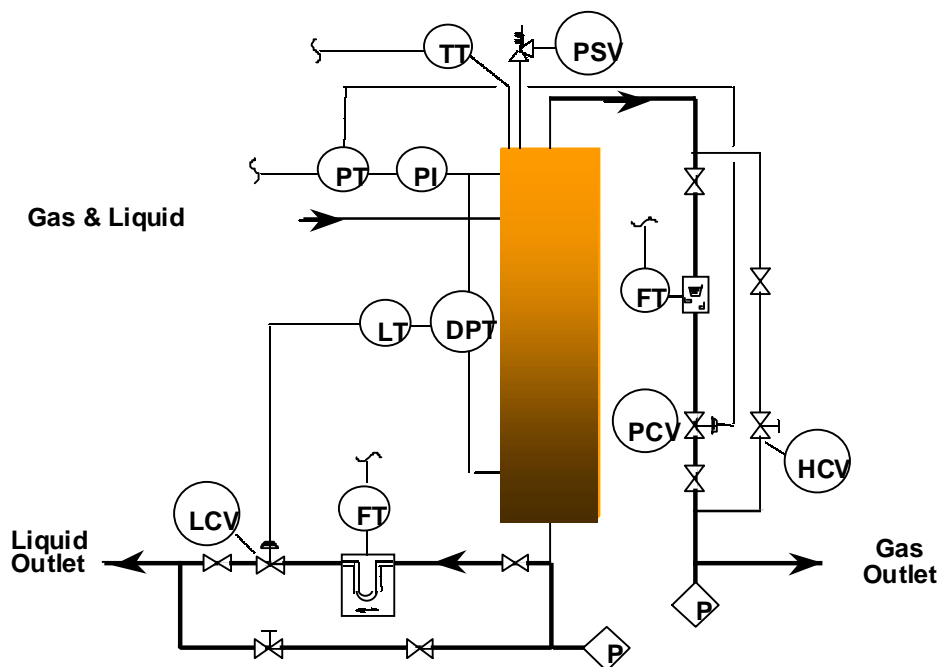 TT
PSV
PT
PI
Gas & Liquid
FT
LT
DPT
PCV
HCV
LCV
FT
Liquid
Outlet
Gas
Outlet
P
P